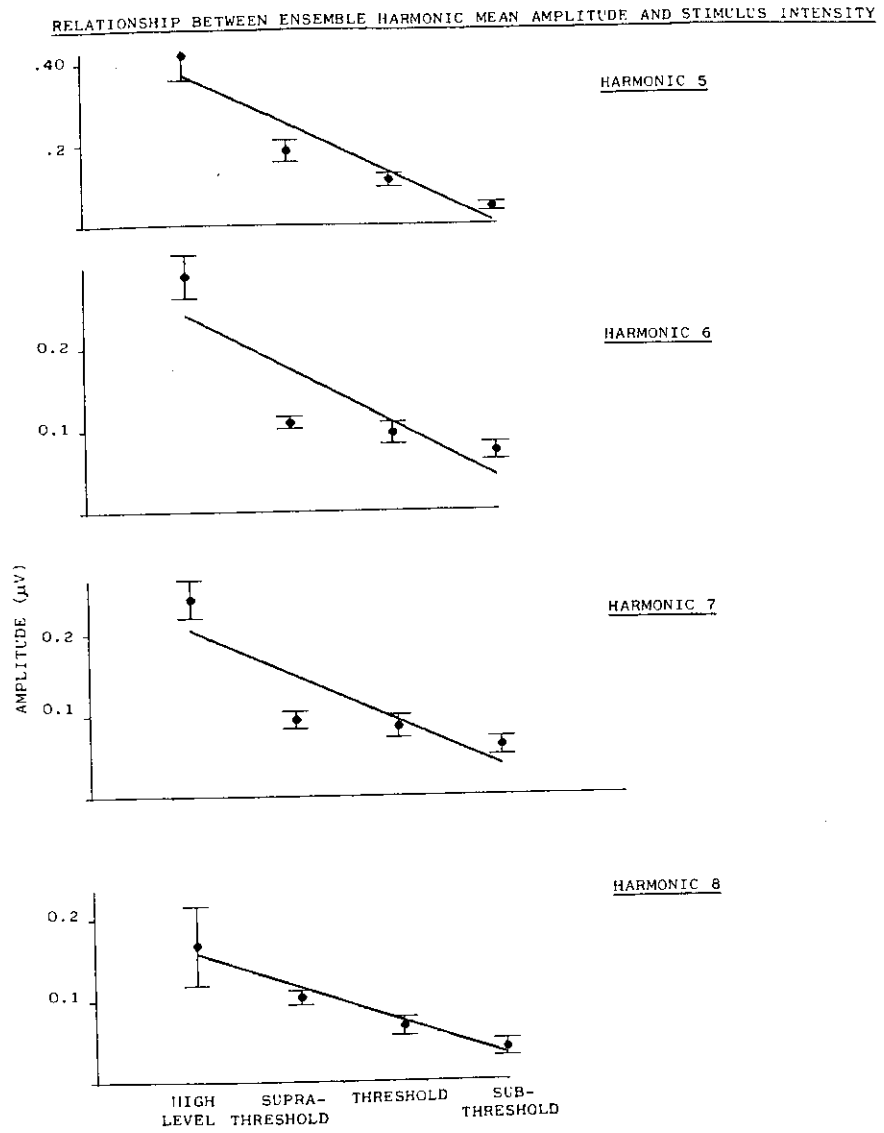 RELATIONSHIP BETWEEN ENSEMBLE HARMONIC MEAN AMPLITUDE AND STIMULUS INTENSITY
HARMONIC 5
.40
.2
HARMONIC 6
0.2
0.1
HARMONIC 7
AMPLITUDE (μV)
0.2
0.1
HARMONIC 8
0.2
0.1
HIGH LEVEL
SUPRA-THRESHOLD
THRESHOLD
SUB-THRESHOLD